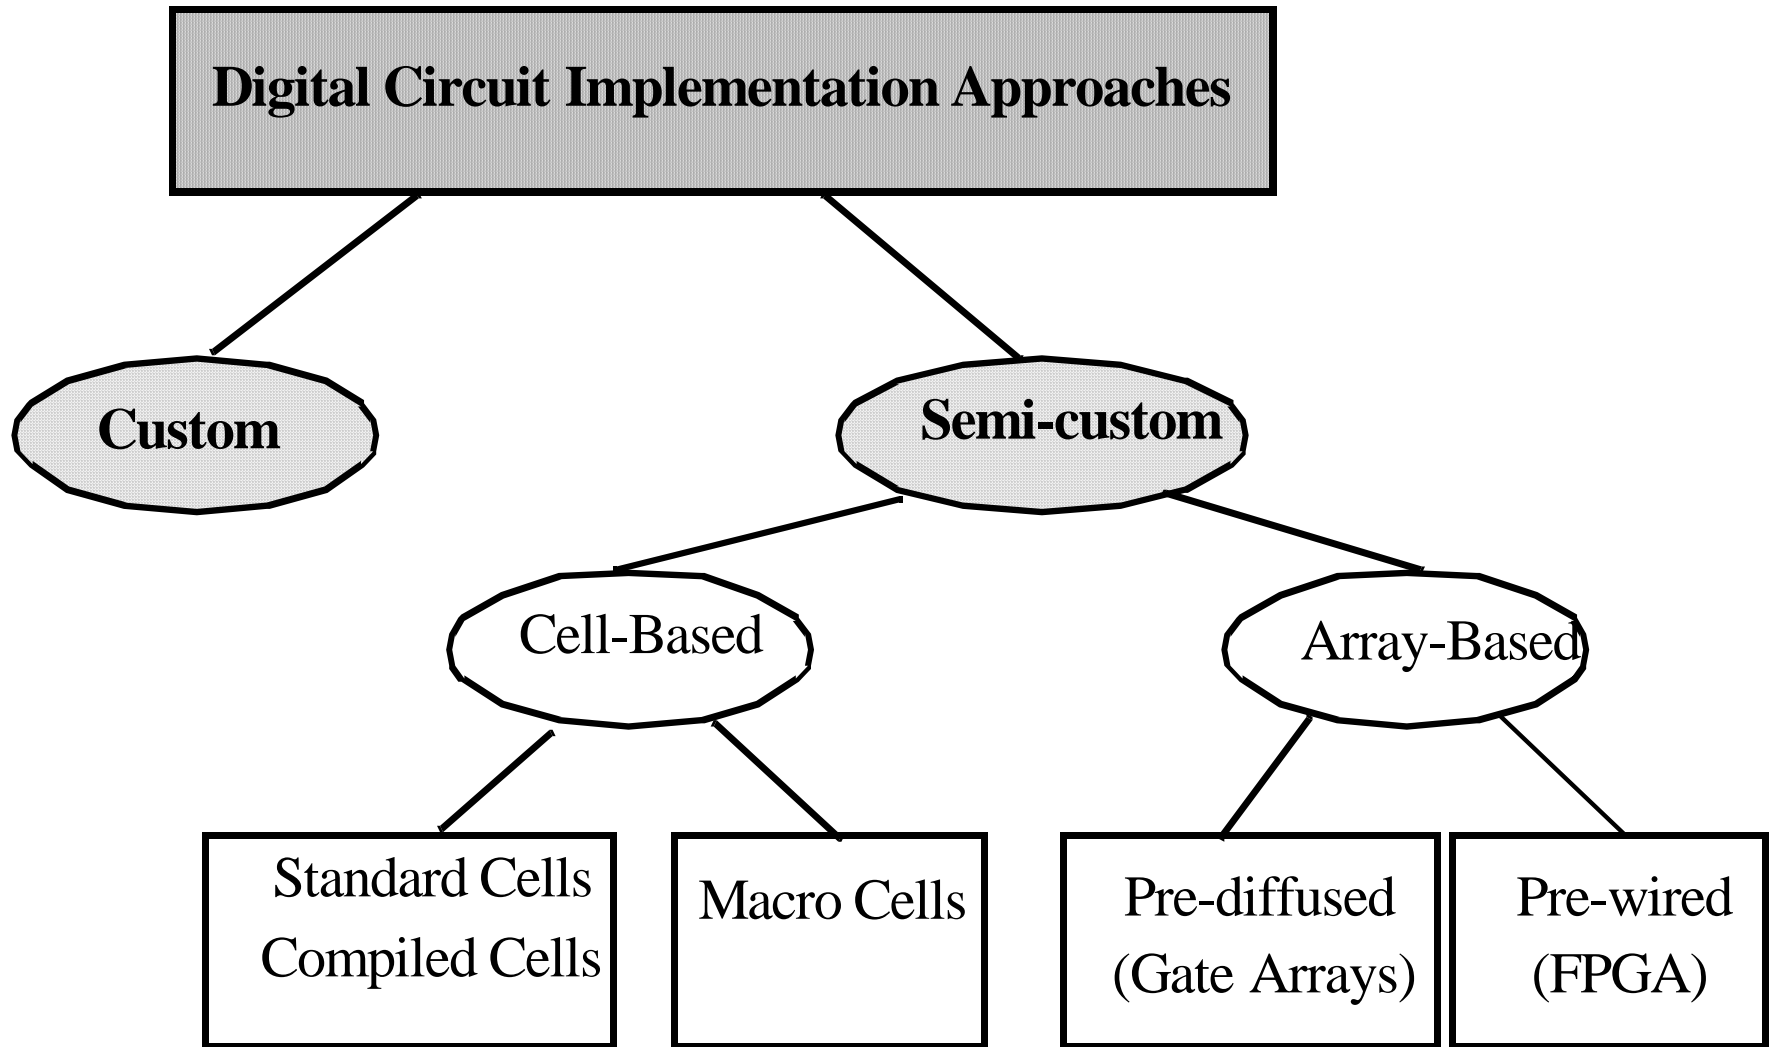 Digital Circuit Implementation Approaches
Custom
Semi-custom
Cell-Based
Array-Based
Standard Cells
Compiled Cells
Macro Cells
Pre-diffused
(Gate Arrays)
Pre-wired
(FPGA)